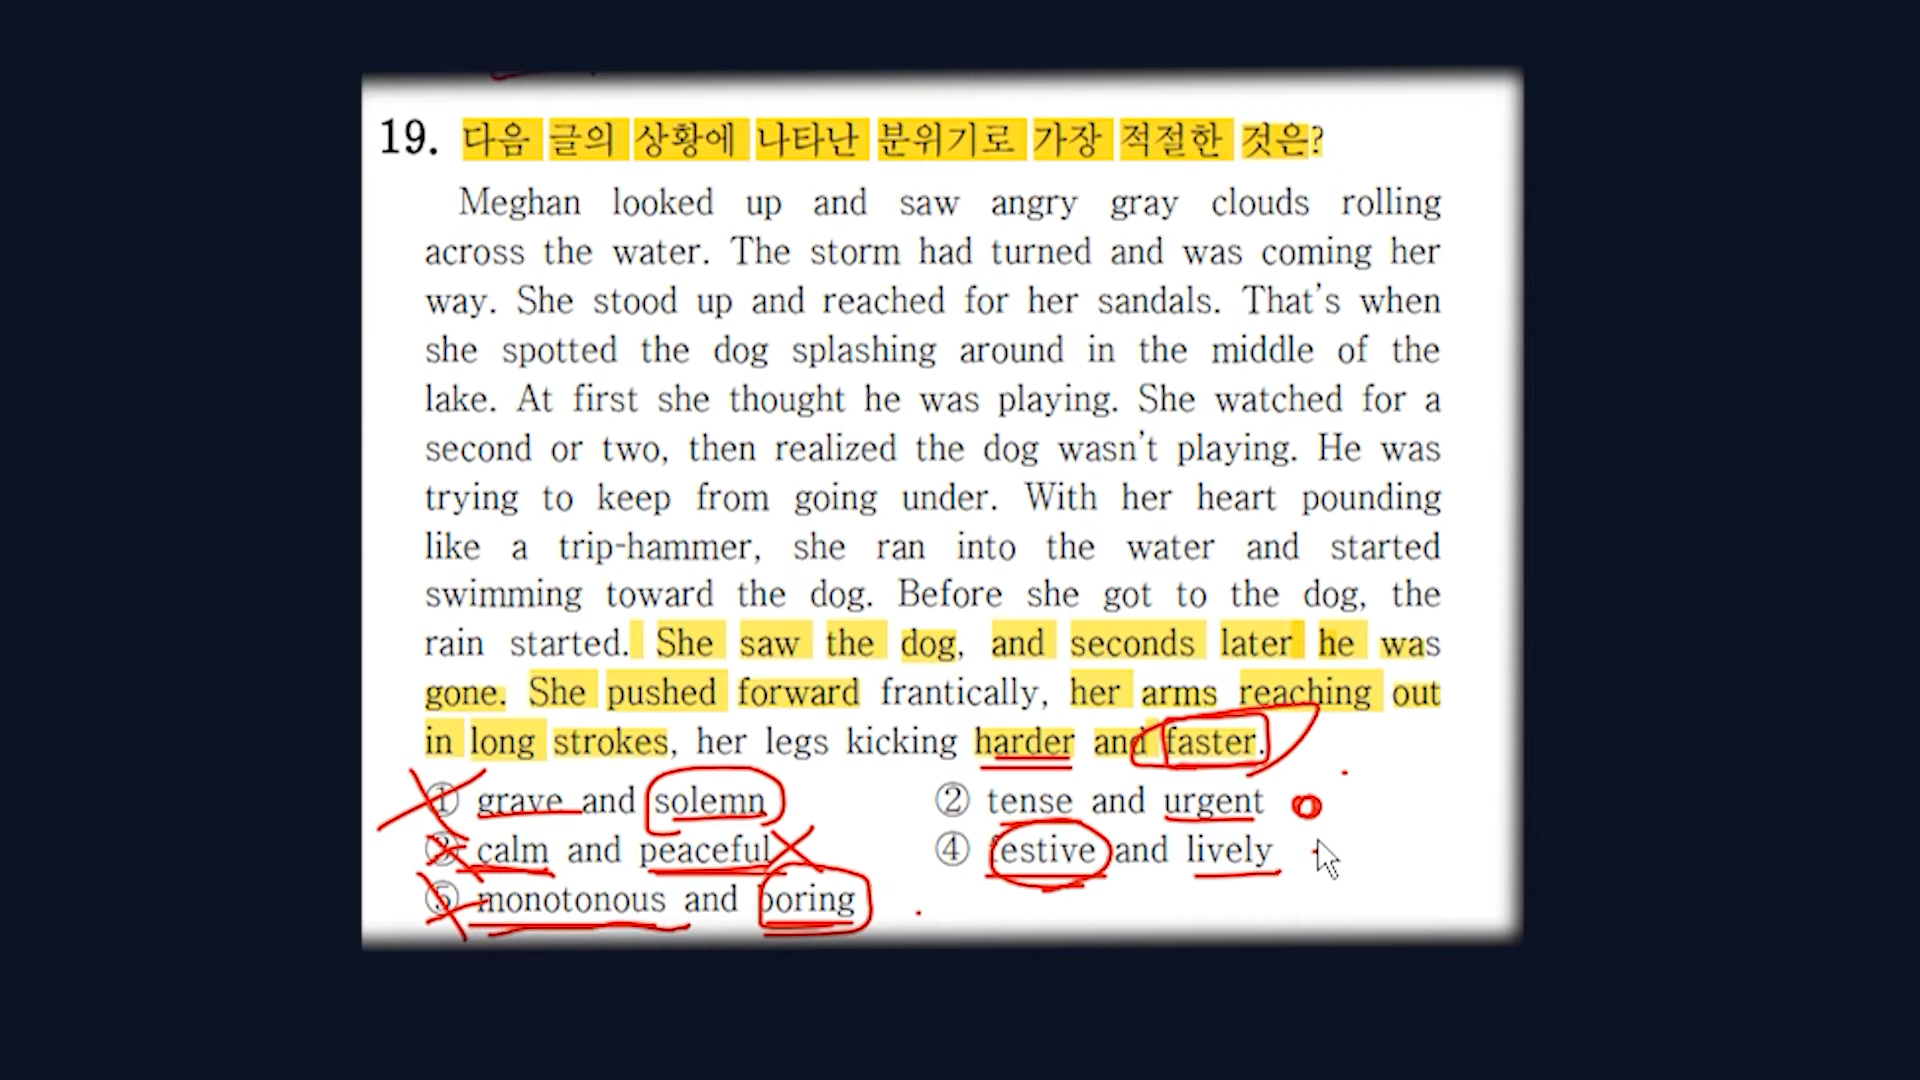 19. 다음 글의 상황에 나타난 분위기로 가장 적절한 것은?
Meghan looked up and saw angry gray clouds rolling
across the water. The storm had turned and was coming her
way. She stood up and reached for her sandals. That's when
she spotted the dog splashing around in the middle of the
lake. At first she thought he was playing. She watched for a
second or two, then realized the dog wasn't playing. He was
trying to keep from going under. With her heart pounding
like a trip-hammer, she ran into the water and started
swimming toward the dog. Before she got to the dog, the
rain started. She saw the dog, and seconds later he was
gone. She pushed forward frantically, her arms reaching out
in long strokes, her legs kicking harder and faster.
① grave and solemn ② tense and urgent
③ calm and peaceful ④ festive and lively
⑤ monotonous and boring